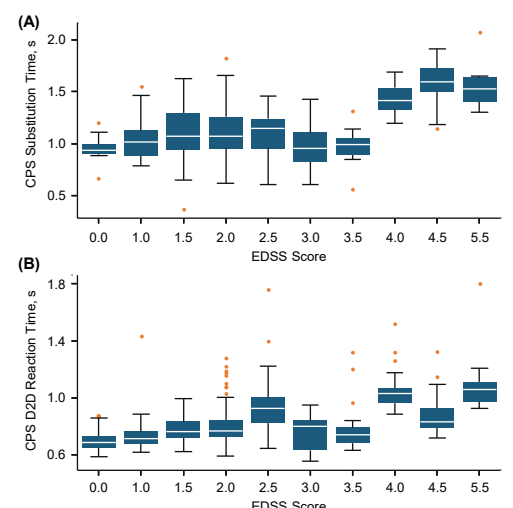 (A)
CPS Substitution Time, s
2.0
1.5
1.0
0.5
0.0 1.0 1.5 2.0 2.5 3.0 3.5 4.0 4.5 5.5
EDSS Score
(B)
CPS D2D Reaction Time, s
1.8
1.4
1.0
0.6
0.0 1.0 1.5 2.0 2.5 3.0 3.5 4.0 4.5 5.5
EDSS Score